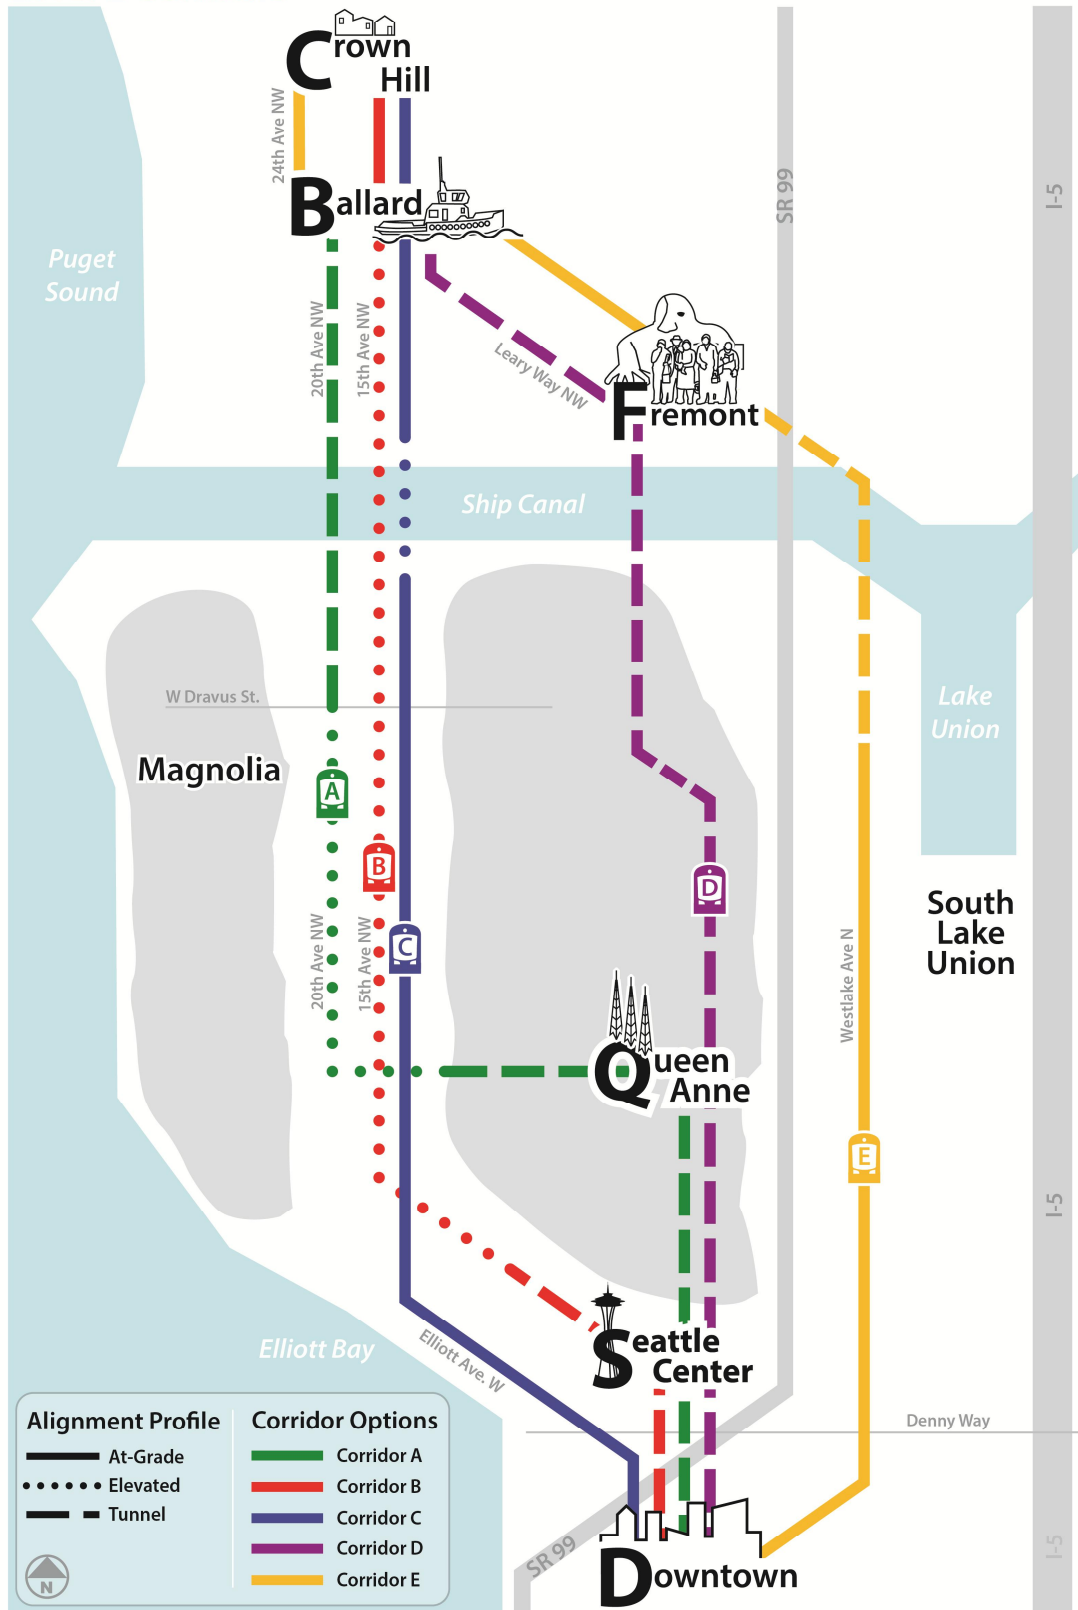 Crown
Hill
24th Ave NW
Ballard
SR 99
I-5
Puget
Sound
20th Ave NW
15th Ave NW
Leary Way NW
Fremont
Ship Canal
W Dravus St.
Lake
Union
Magnolia
A
B
C
D
South
Lake
Union
20th Ave NW
15th Ave NW
Westlake Ave N
Queen
Anne
E
I-5
Elliott Bay
Elliott Ave. W
Seattle
Center
Denny Way
Alignment Profile
At-Grade
Elevated
Tunnel
N
Corridor Options
Corridor A
Corridor B
Corridor C
Corridor D
Corridor E
SR 99
I-5
Downtown